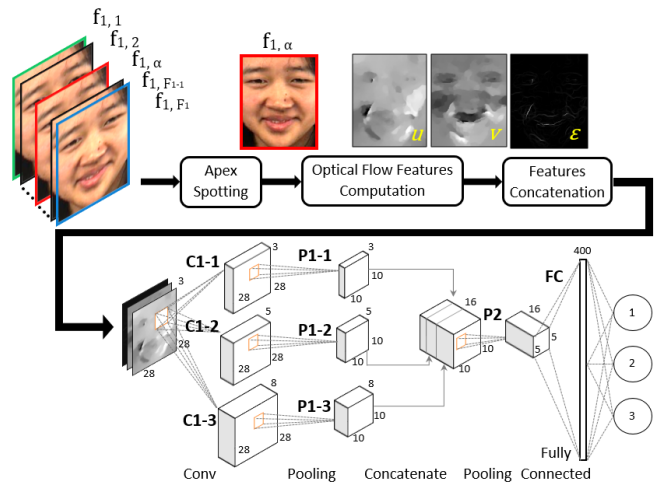 f1, 1
f1, 2
f1, α
f1, F1-1
f1, F1
f1, α
u
v
ε
Apex
Spotting
Optical Flow Features
Computation
Features
Concatenation
C1-1
3
28
28
P1-1
3
10
10
3
28
28
C1-2
5
28
28
P1-2
5
10
10
C1-3
8
28
28
P1-3
8
10
10
16
10
10
P2
16
5
5
FC
400
1
2
3
Fully
Conv
Pooling
Concatenate
Pooling
Connected